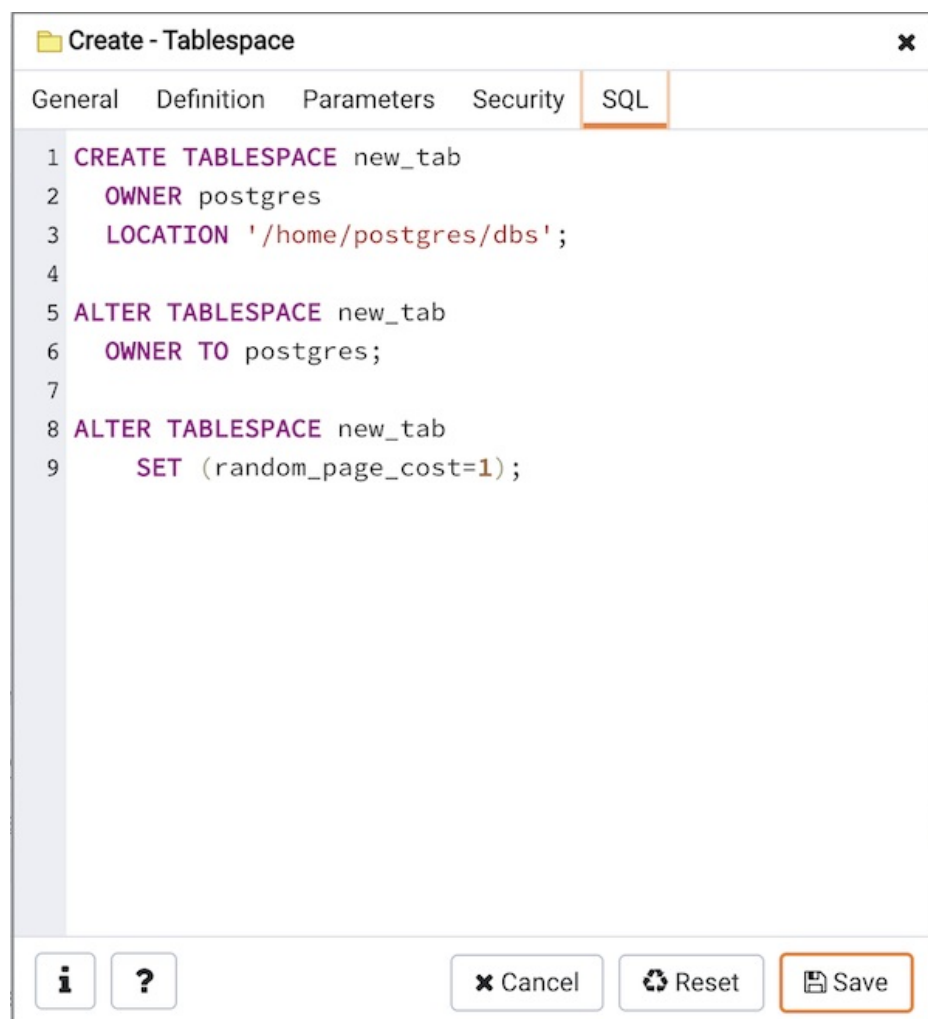 Create - Tablespace
General Definition Parameters Security SQL
1 CREATE TABLESPACE new_tab
2 OWNER postgres
3 LOCATION '/home/postgres/dbs';
4
5 ALTER TABLESPACE new_tab
6 OWNER TO postgres;
7
8 ALTER TABLESPACE new_tab
9 SET (random_page_cost=1);
i ? Cancel Reset Save